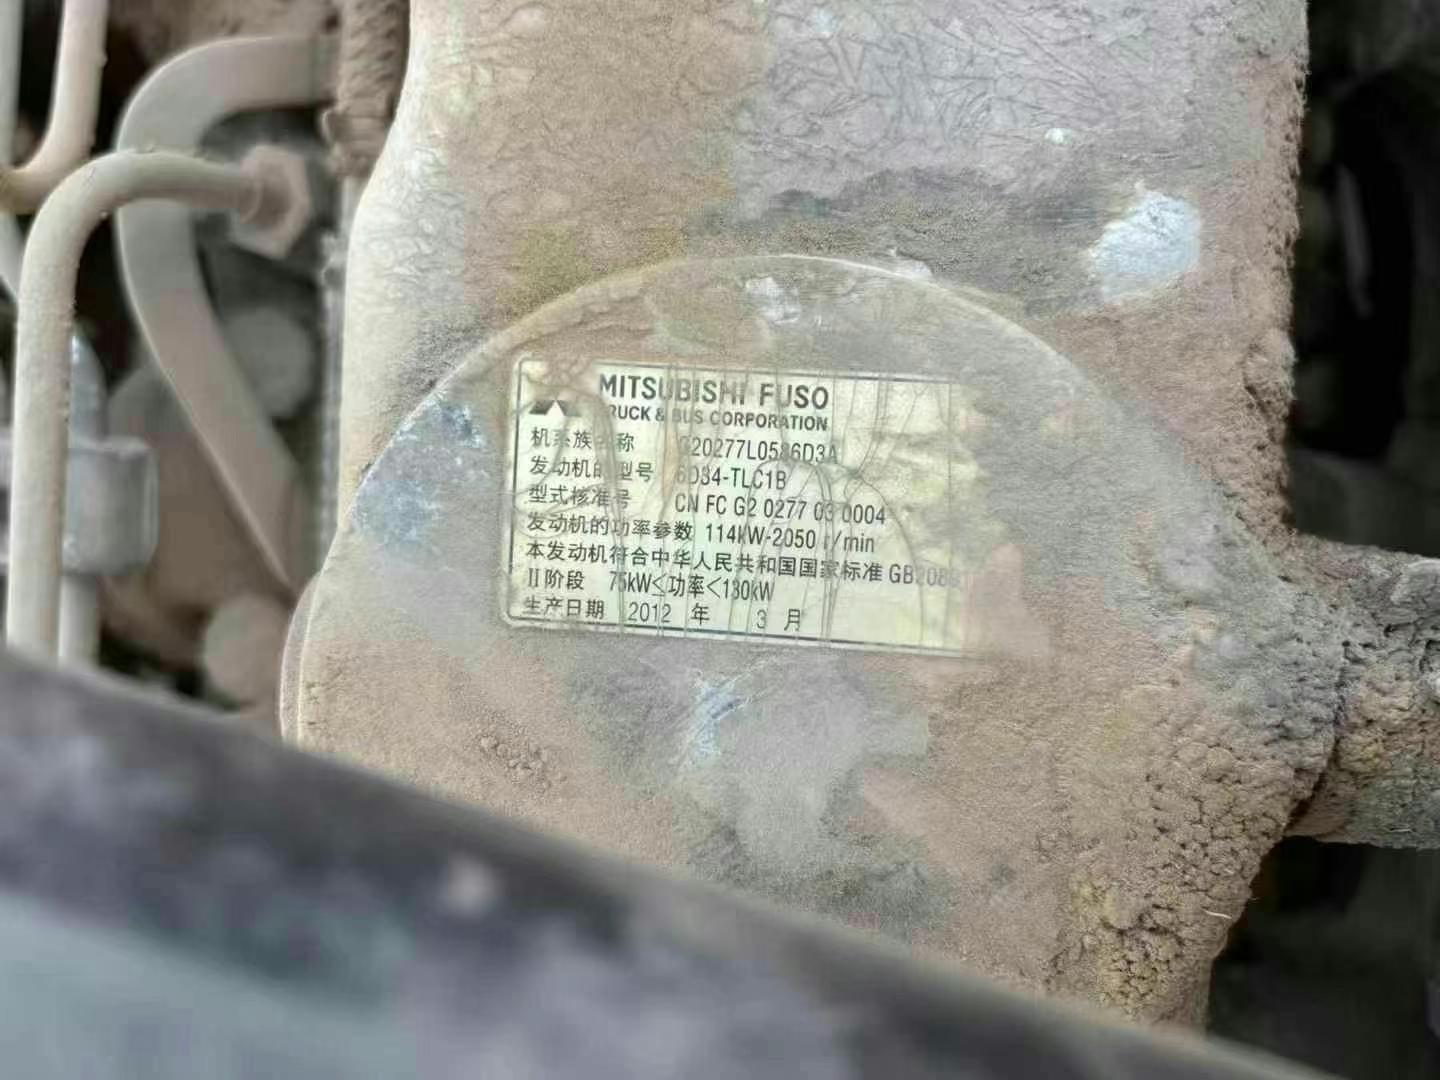 MITSUBISHI FUSO
TRUCK & BUS CORPORATION
机系族名称 G20277L0586D3A
发动机的型号 6D34-TLC1B
型式核准号 CN FC G2 0277 03 0004
发动机的功率参数 114kW-2050 r/min
本发动机符合中华人民共和国国家标准
II阶段 75kW≤功率<130kW
生产日期 2012 年 3 月